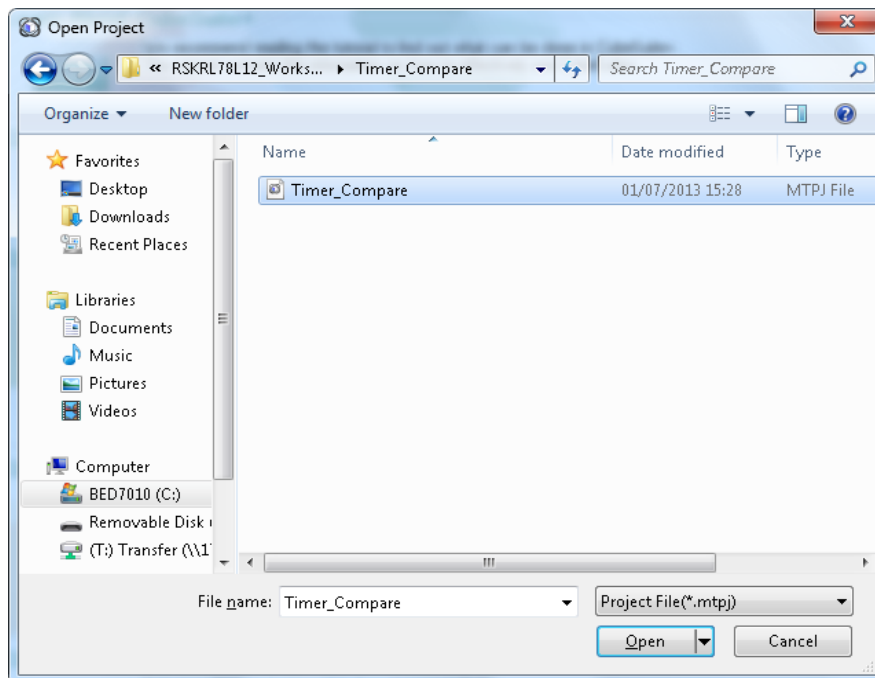 Open Project
« RSKRL78L12_Works... Timer_Compare Search Timer_Compare
Organize New folder
Name Date modified Type
Timer_Compare 01/07/2013 15:28 MTPJ File
Favorites
Desktop
Downloads
Recent Places
Libraries
Documents
Music
Pictures
Videos
Computer
BED7010 (C:)
Removable Disk
(T:) Transfer (\\1
File name: Timer_Compare Project File(*.mtpj)
Open Cancel